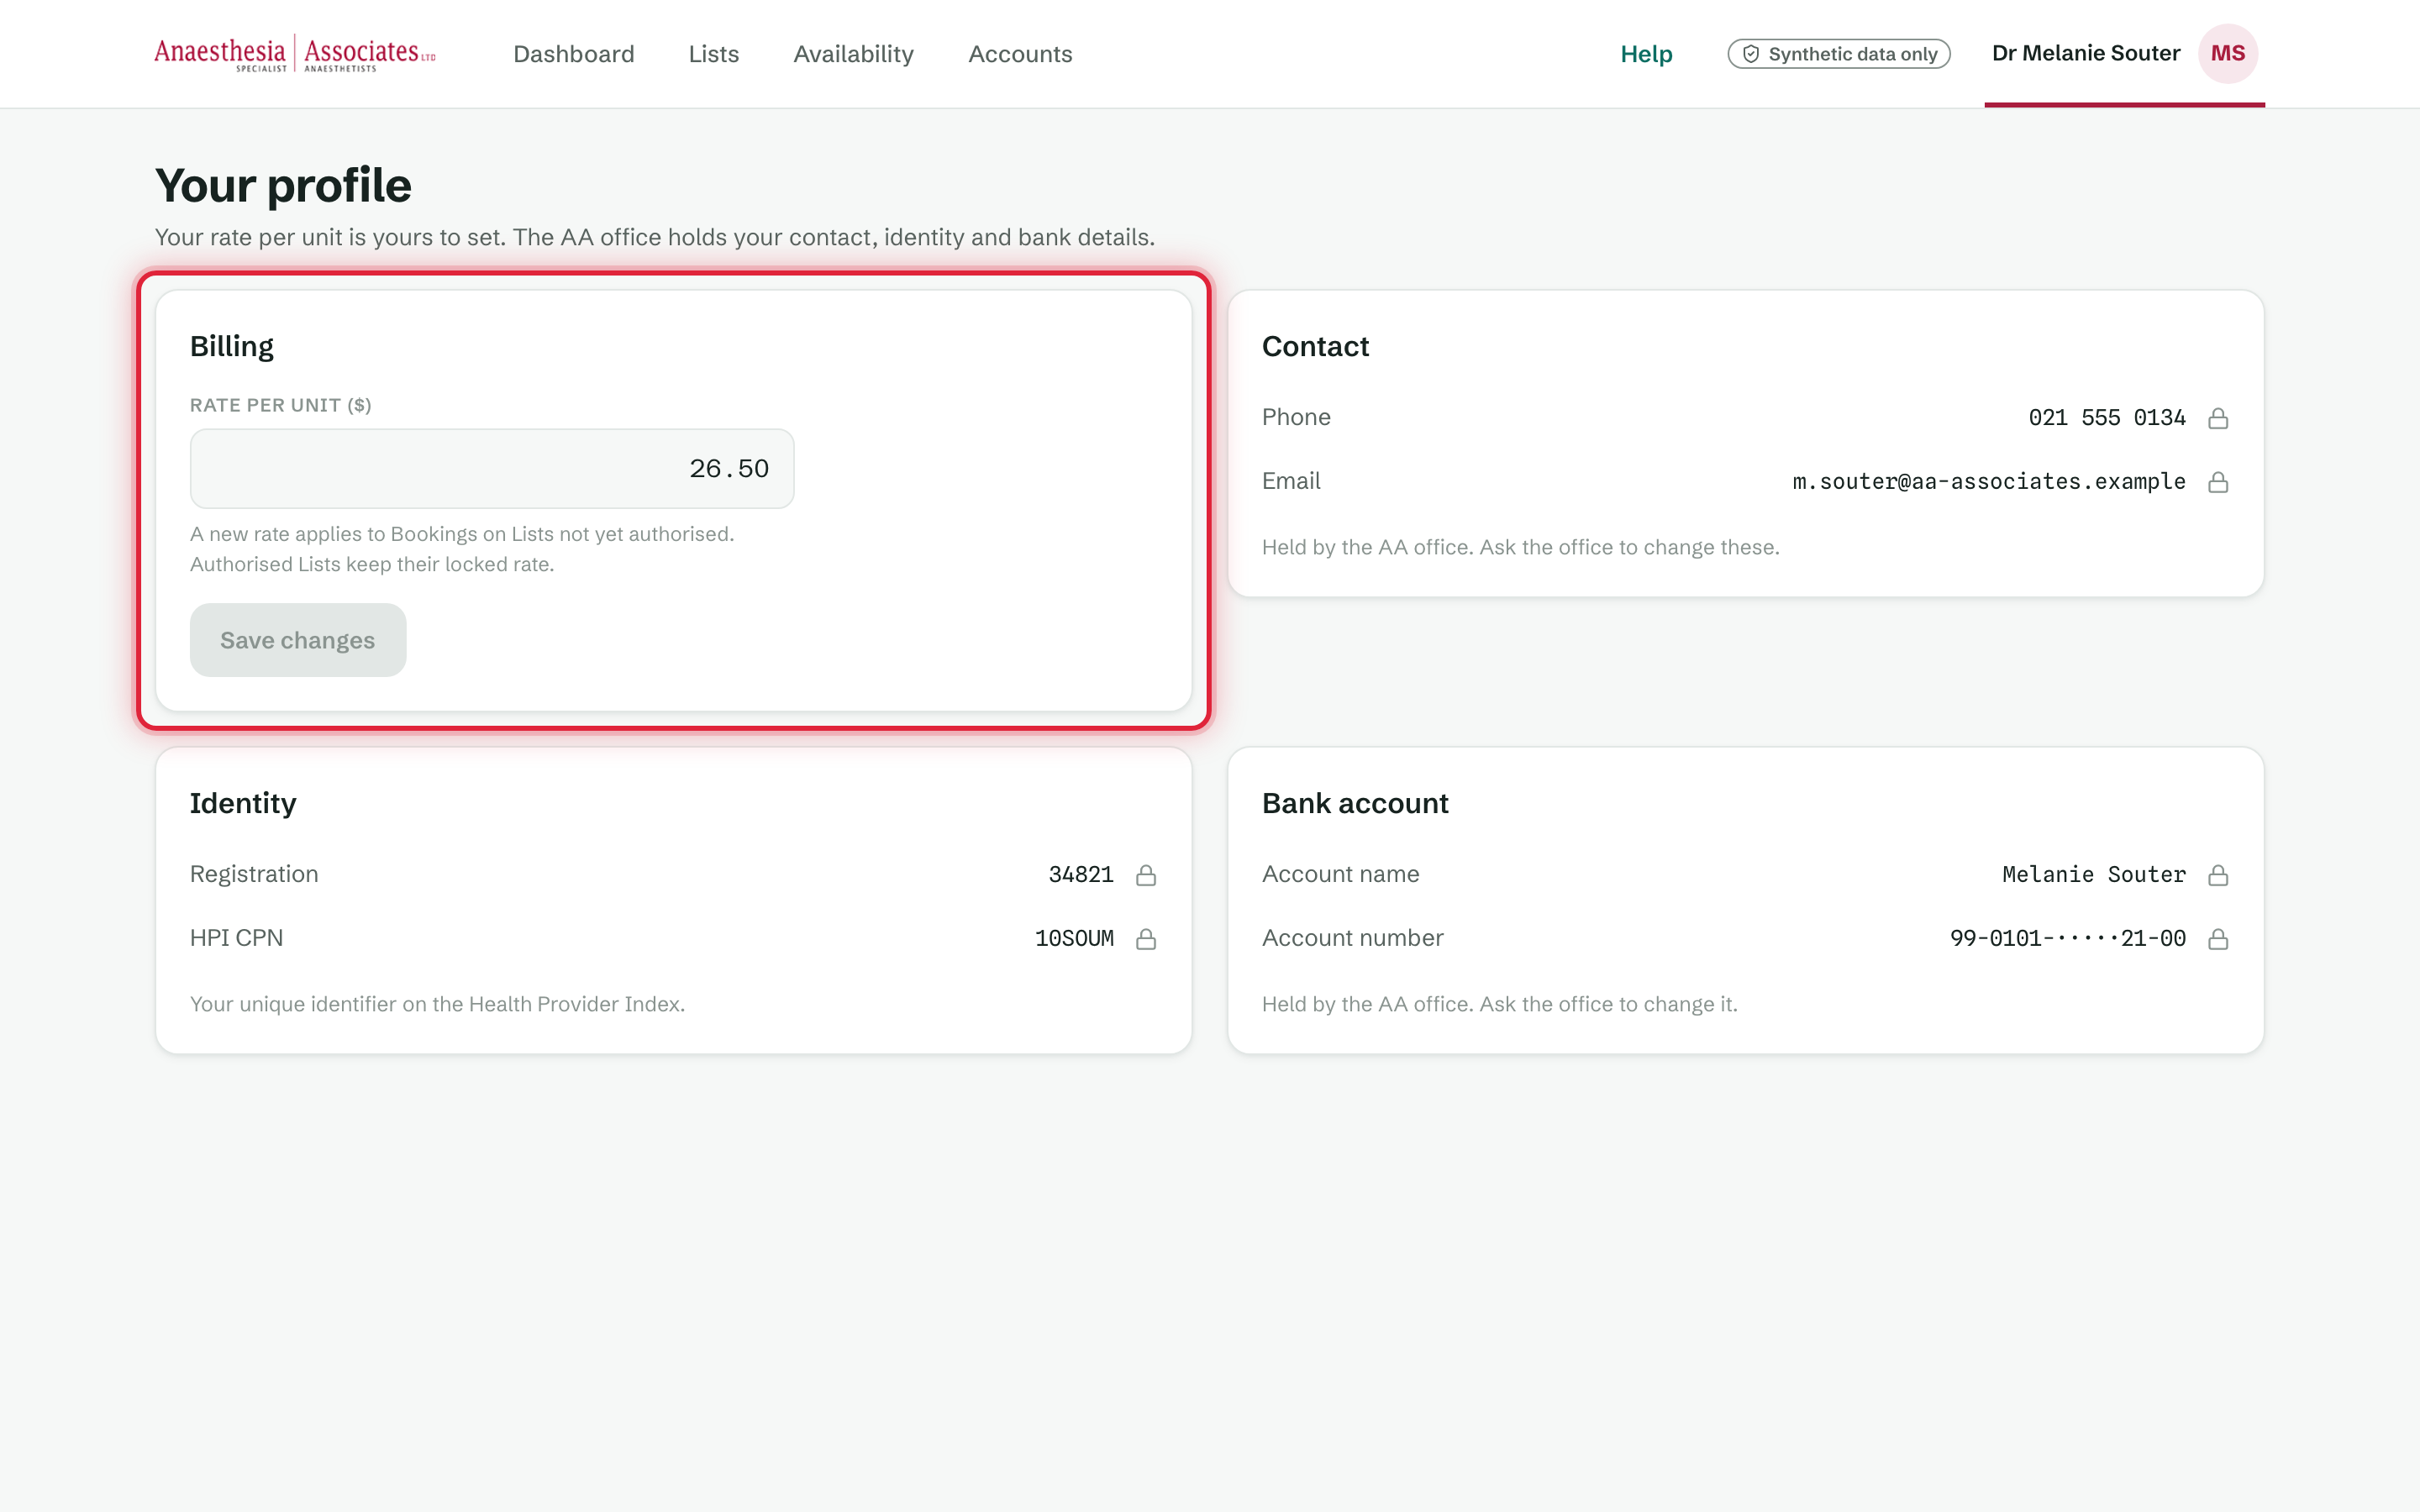 Anaesthesia Associates LTD
SPECIALIST ANAESTHETISTS
Dashboard
Lists
Availability
Accounts
Help
Synthetic data only
Dr Melanie Souter
MS
Your profile
Your rate per unit is yours to set. The AA office holds your contact, identity and bank details.
Billing
RATE PER UNIT ($)
26.50
A new rate applies to Bookings on Lists not yet authorised.
Authorised Lists keep their locked rate.
Save changes
Contact
Phone 021 555 0134
Email m.souter@aa-associates.example
Held by the AA office. Ask the office to change these.
Identity
Registration 34821
HPI CPN 10SOUM
Your unique identifier on the Health Provider Index.
Bank account
Account name Melanie Souter
Account number 99-0101-·····21-00
Held by the AA office. Ask the office to change it.